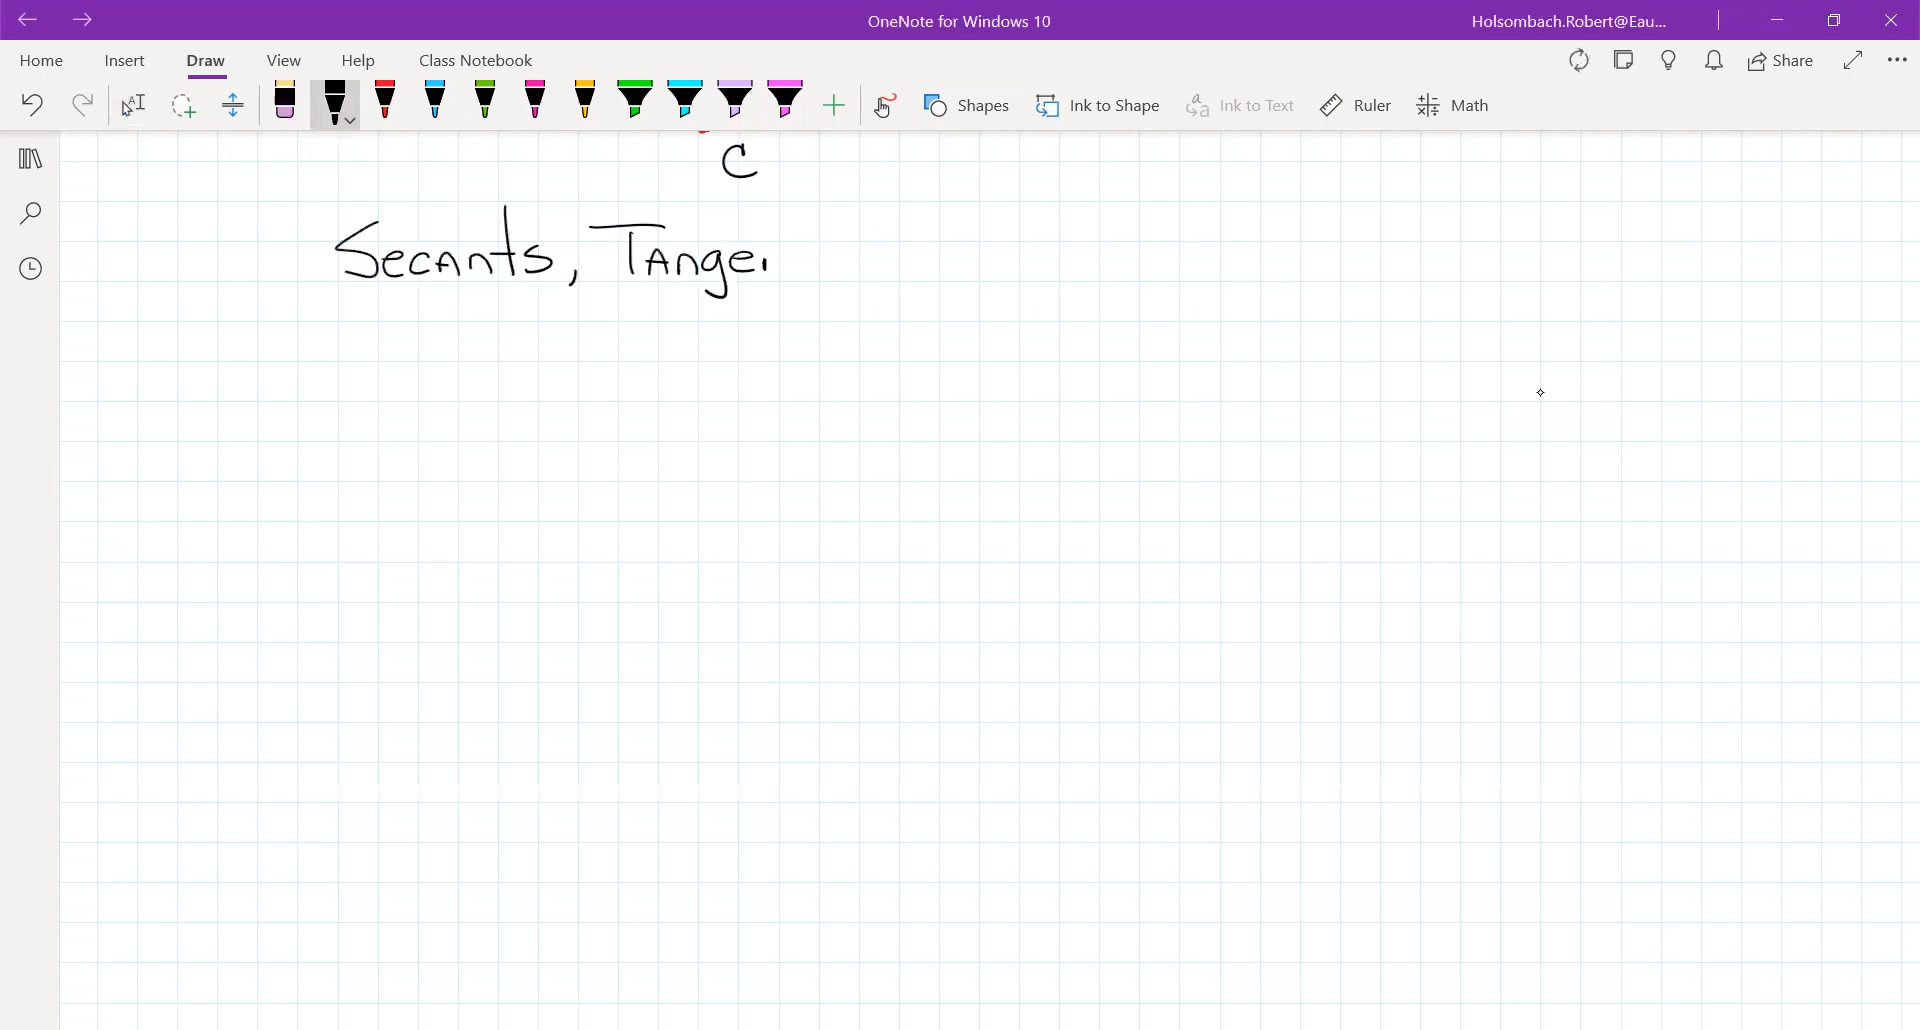 OneNote for Windows 10
Holsombach.Robert@Eau...
Home Insert Draw View Help Class Notebook Share
Shapes Ink to Shape Ink to Text Ruler Math
C
Secants, Tange